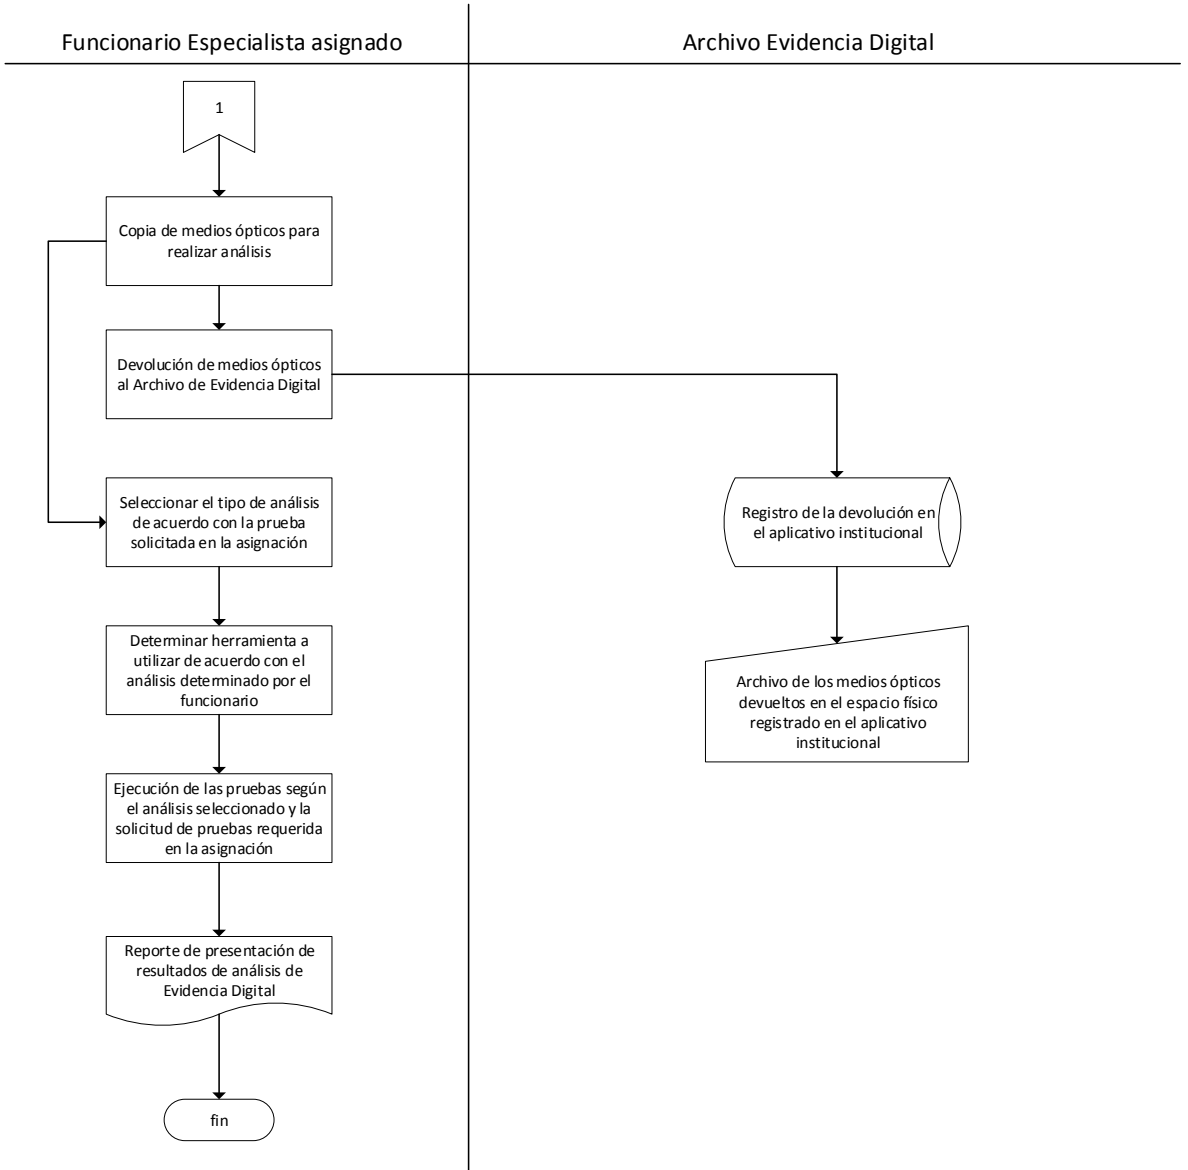 Funcionario Especialista asignado
Archivo Evidencia Digital
1
Copia de medios ópticos para
realizar análisis
Devolución de medios ópticos
al Archivo de Evidencia Digital
Seleccionar el tipo de análisis
de acuerdo con la prueba
solicitada en la asignación
Determinar herramienta a
utilizar de acuerdo con el
análisis determinado por el
funcionario
Ejecución de las pruebas según
el análisis seleccionado y la
solicitud de pruebas requerida
en la asignación
Reporte de presentación de
resultados de análisis de
Evidencia Digital
fin
Registro de la devolución en
el aplicativo institucional
Archivo de los medios ópticos
devueltos en el espacio físico
registrado en el aplicativo
institucional